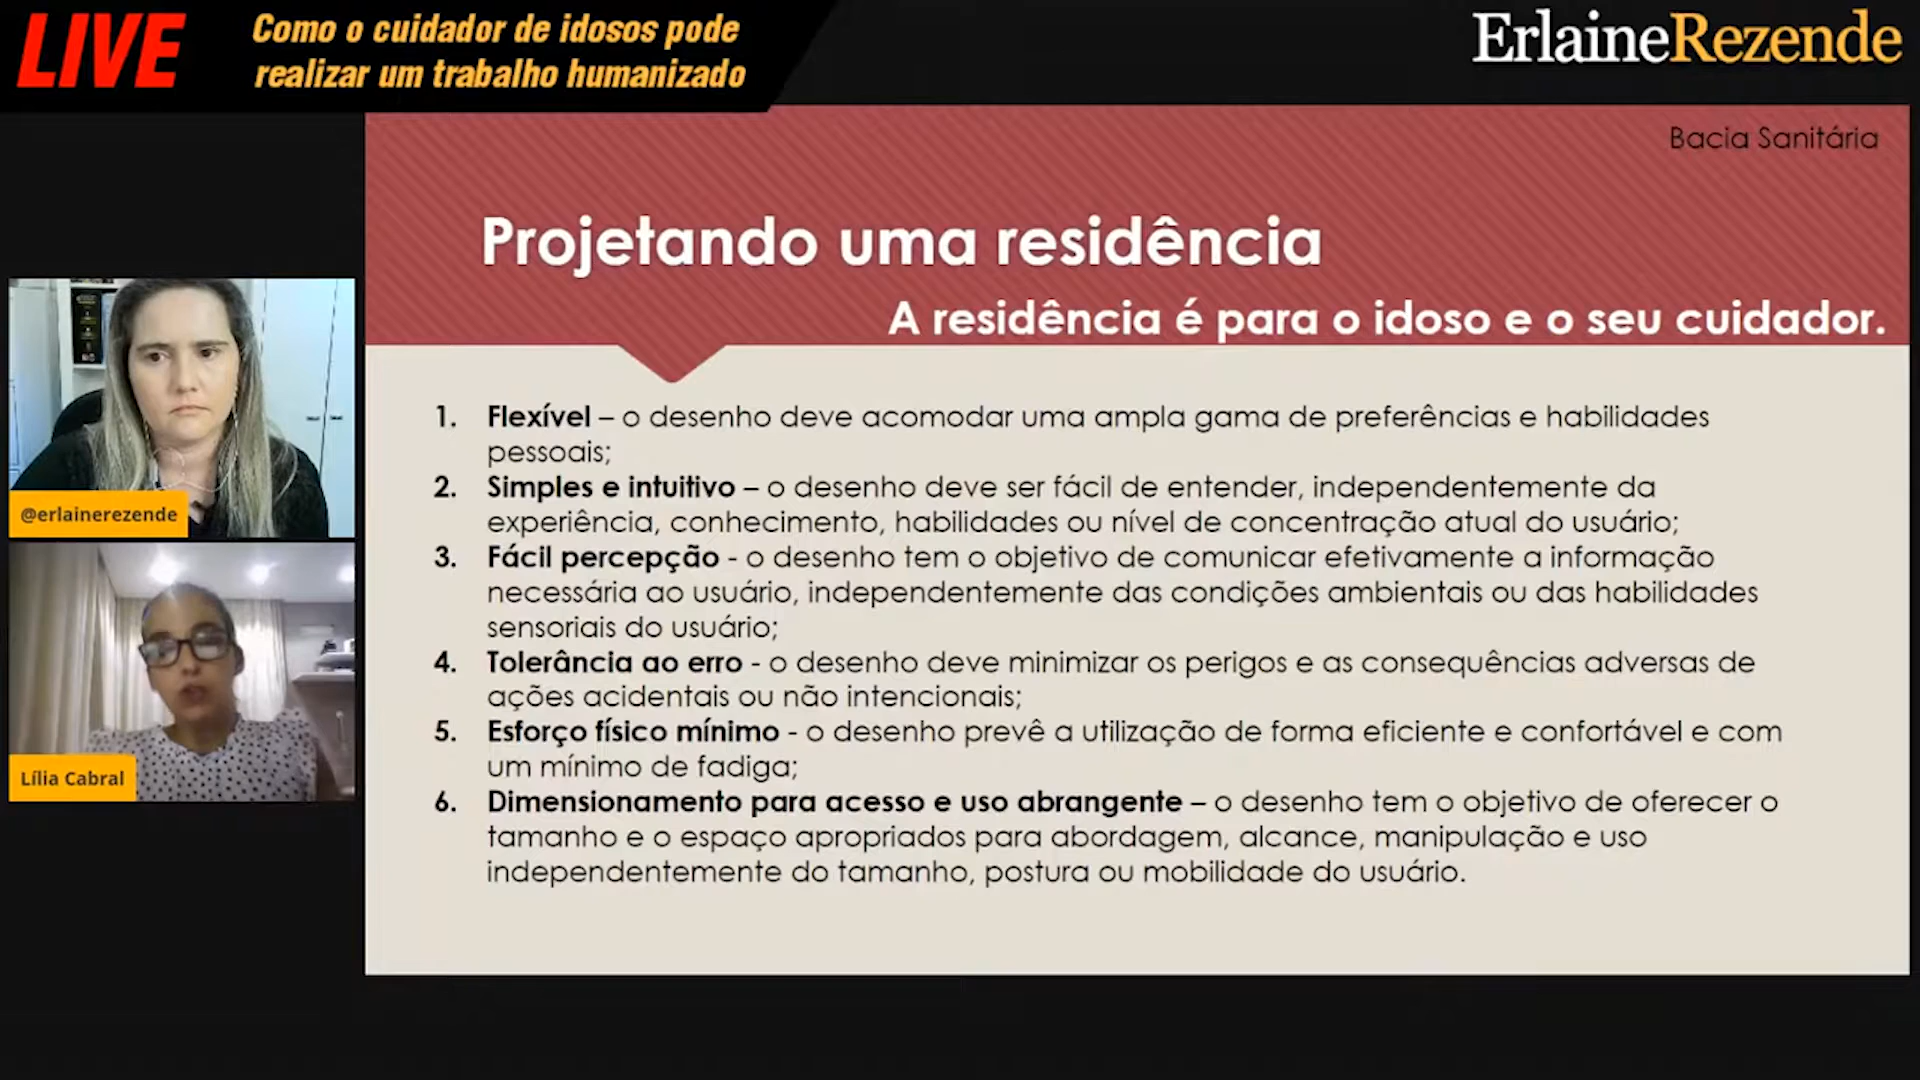 LIVE
Como o cuidador de idosos pode
realizar um trabalho humanizado
ErlaineRezende
Bacia Sanitária
Projetando uma residência
A residência é para o idoso e o seu cuidador.
1. Flexível – o desenho deve acomodar uma ampla gama de preferências e habilidades
pessoais;
2. Simples e intuitivo – o desenho deve ser fácil de entender, independentemente da
experiência, conhecimento, habilidades ou nível de concentração atual do usuário;
3. Fácil percepção - o desenho tem o objetivo de comunicar efetivamente a informação
necessária ao usuário, independentemente das condições ambientais ou das habilidades
sensoriais do usuário;
4. Tolerância ao erro - o desenho deve minimizar os perigos e as consequências adversas de
ações acidentais ou não intencionais;
5. Esforço físico mínimo - o desenho prevê a utilização de forma eficiente e confortável e com
um mínimo de fadiga;
6. Dimensionamento para acesso e uso abrangente – o desenho tem o objetivo de oferecer o
tamanho e o espaço apropriados para abordagem, alcance, manipulação e uso
independentemente do tamanho, postura ou mobilidade do usuário.
@erlainerezende
Lília Cabral